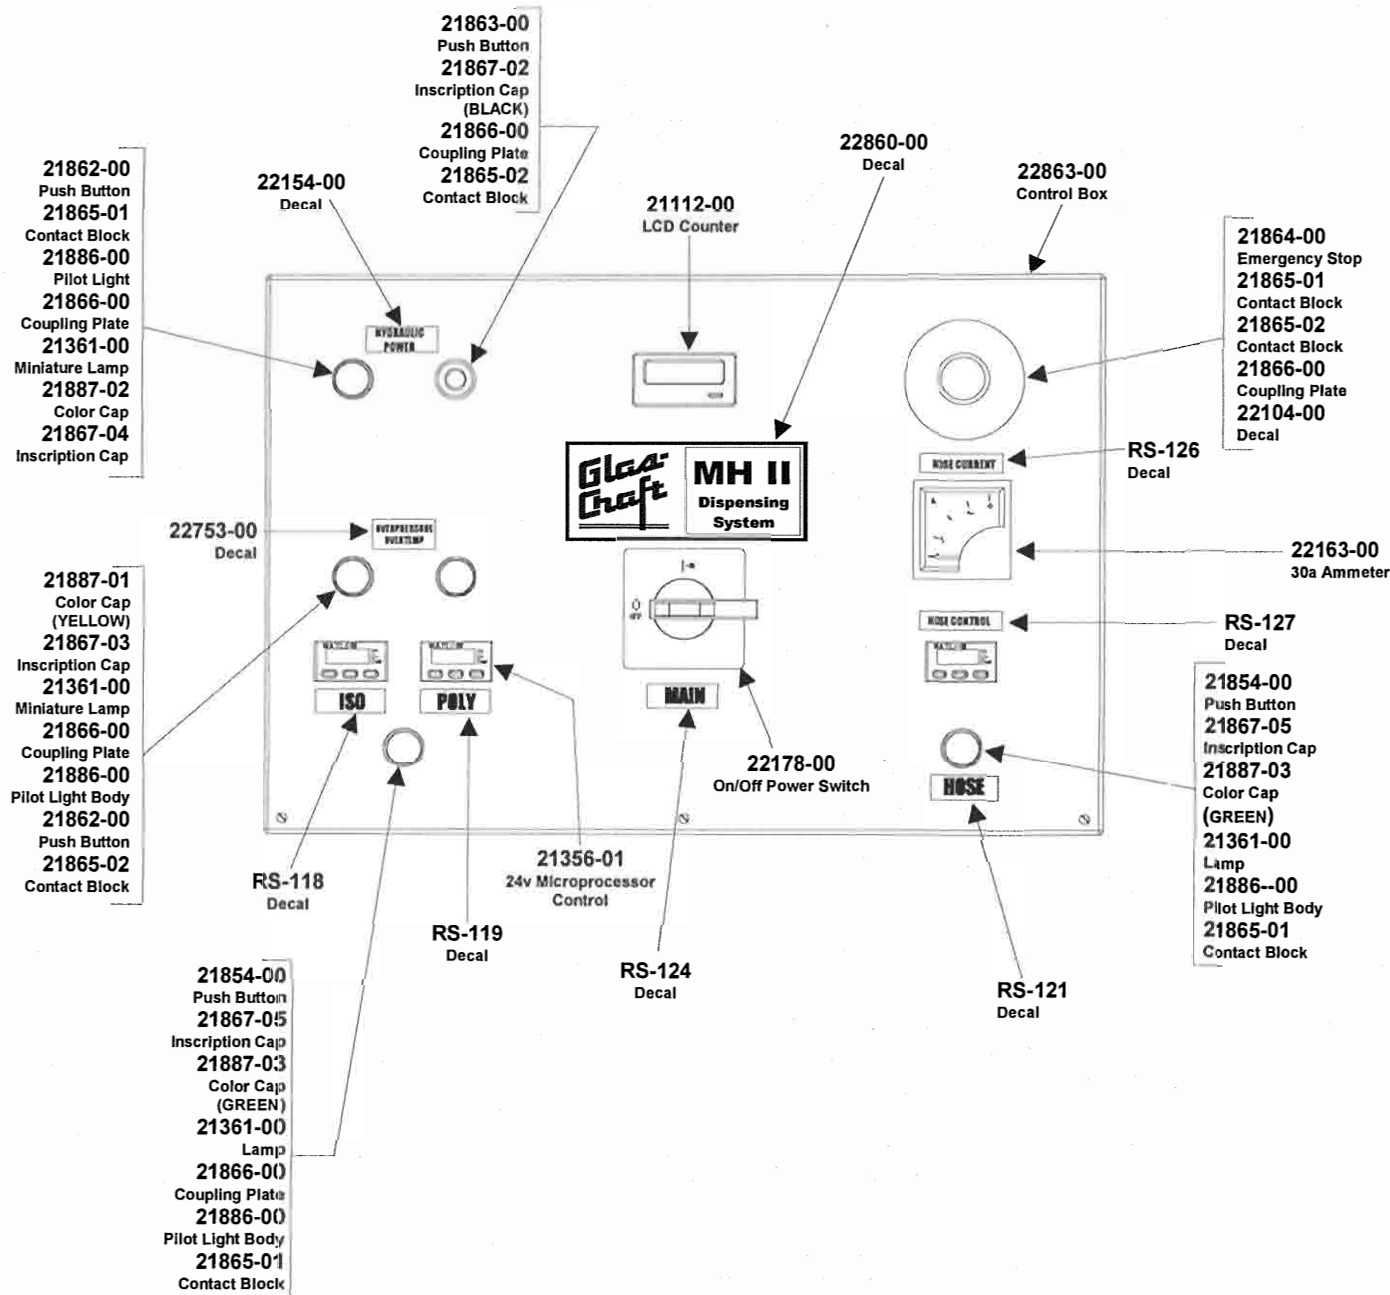 21863-00
Push Button
21867-02
Inscription Cap
(BLACK)
21866-00
Coupling Plate
21865-02
Contact Block
21862-00
Push Button
21865-01
Contact Block
21886-00
Pilot Light
21866-00
Coupling Plate
21361-00
Miniature Lamp
21887-02
Color Cap
21867-04
Inscription Cap
22154-00
Decal
21112-00
LCD Counter
22860-00
Decal
22863-00
Control Box
21864-00
Emergency Stop
21865-01
Contact Block
21865-02
Contact Block
21866-00
Coupling Plate
22104-00
Decal
HYDRAULIC
POWER
Glas-
Craft
MH II
Dispensing
System
HOSE CURRENT
RS-126
Decal
22753-00
Decal
OVERPRESSURE
OVERTEMP
22163-00
30a Ammeter
OFF
HOSE CONTROL
RS-127
Decal
21887-01
Color Cap
(YELLOW)
21867-03
Inscription Cap
21361-00
Miniature Lamp
21866-00
Coupling Plate
21886-00
Pilot Light Body
21862-00
Push Button
21865-02
Contact Block
WATLOW
WATLOW
WATLOW
ISO
POLY
MAIN
HOSE
22178-00
On/Off Power Switch
21854-00
Push Button
21867-05
Inscription Cap
21887-03
Color Cap
(GREEN)
21361-00
Lamp
21886--00
Pilot Light Body
21865-01
Contact Block
RS-118
Decal
21356-01
24v Microprocessor
Control
RS-119
Decal
RS-124
Decal
RS-121
Decal
21854-00
Push Button
21867-05
Inscription Cap
21887-03
Color Cap
(GREEN)
21361-00
Lamp
21866-00
Coupling Plate
21886-00
Pilot Light Body
21865-01
Contact Block